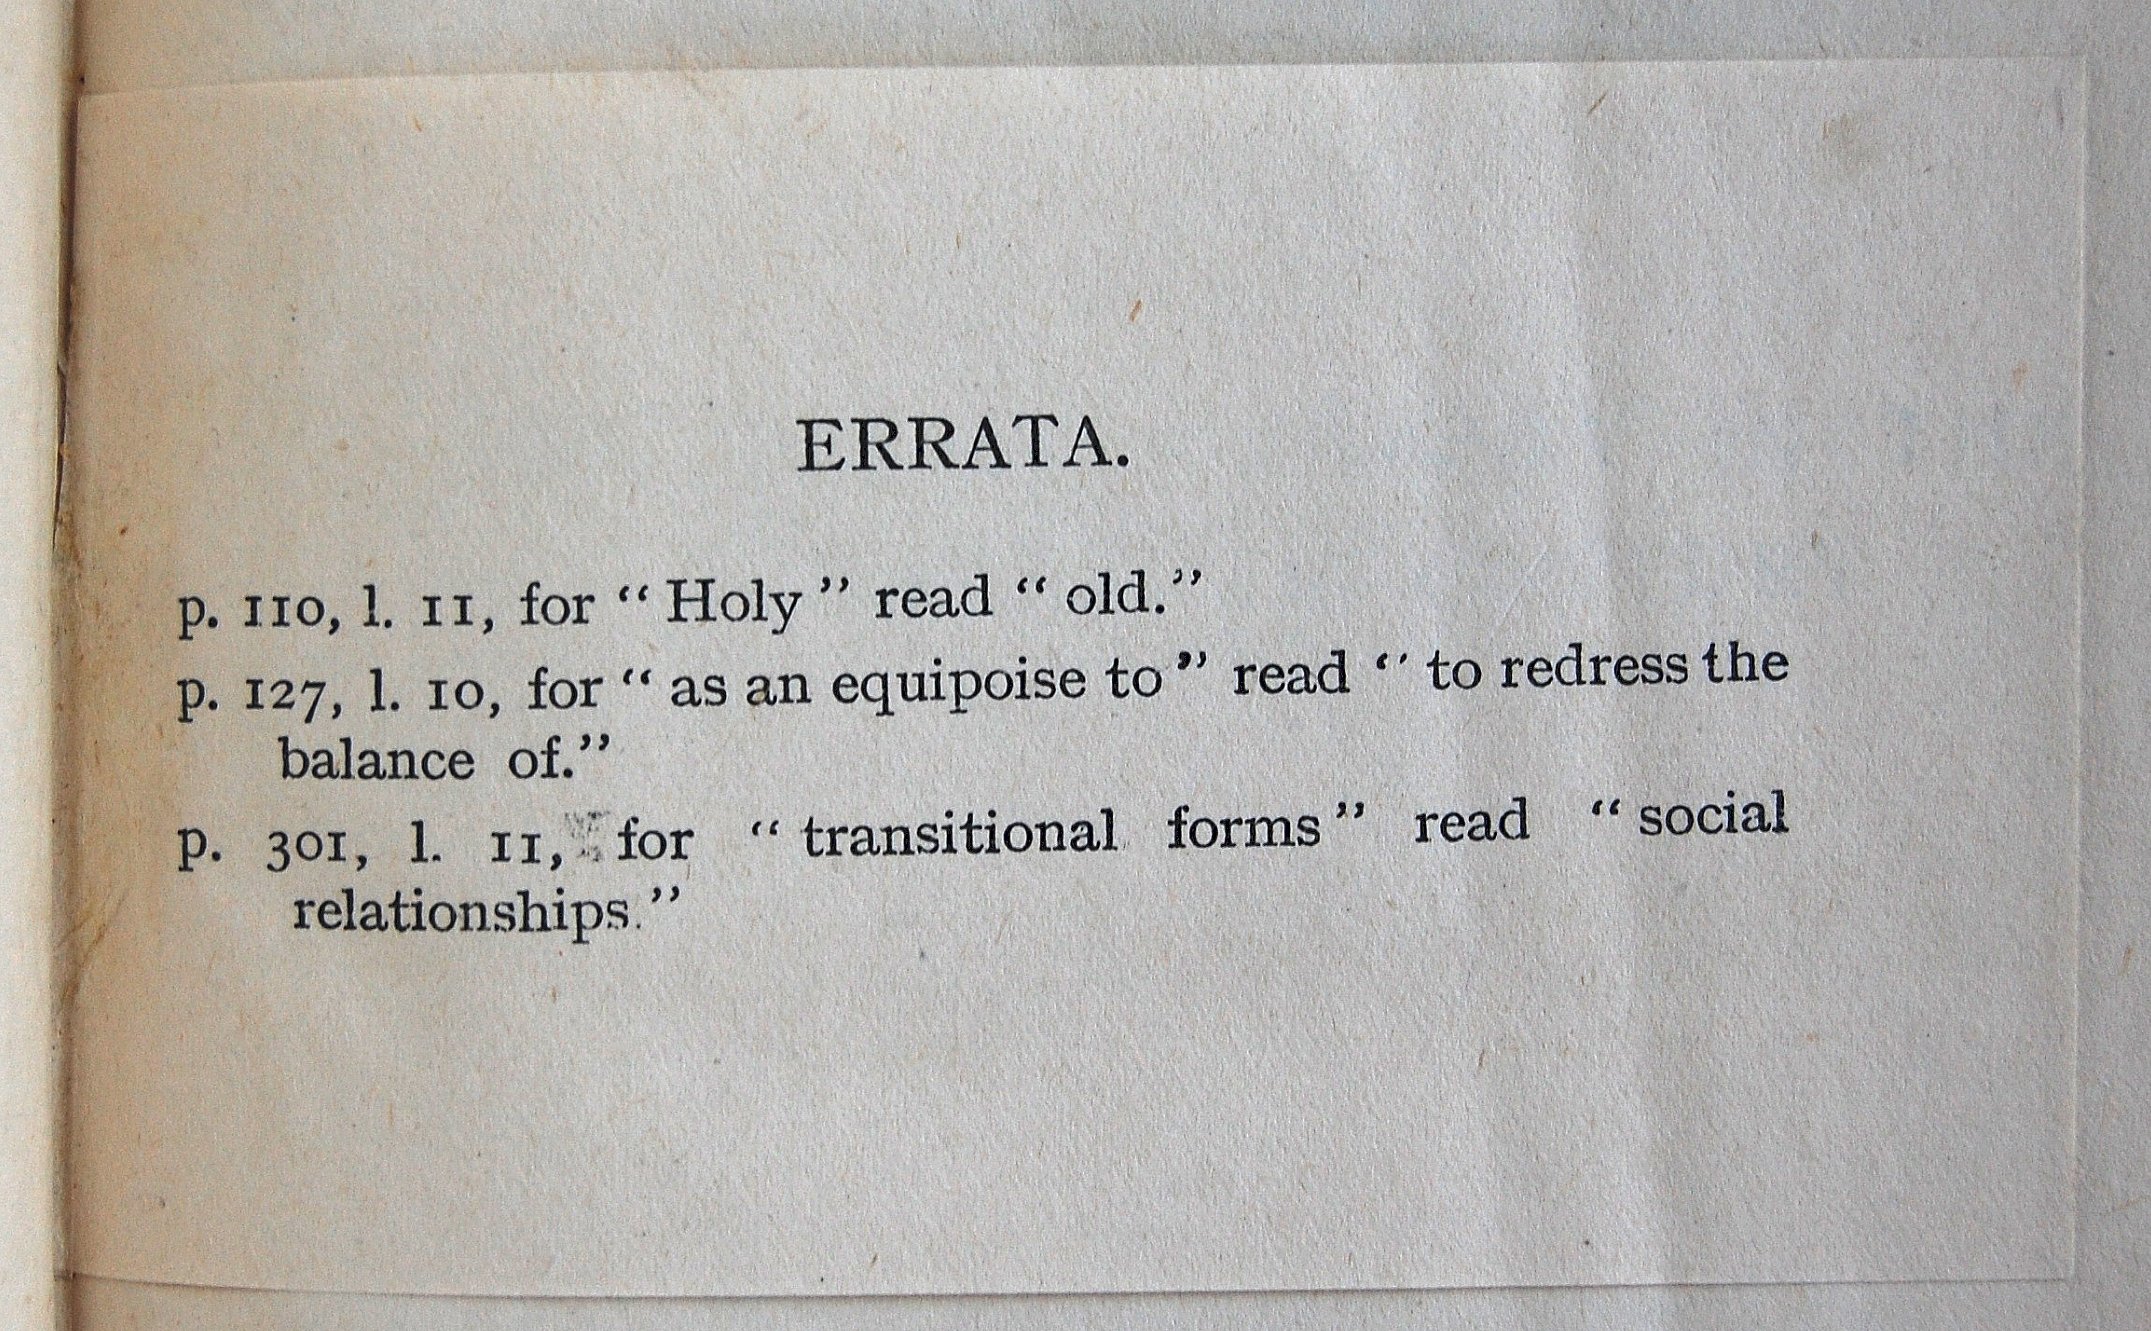 ERRATA.
p. 110, l. 11, for “ Holy ” read “ old.”
p. 127, l. 10, for “ as an equipoise to ” read “ to redress the
balance of.”
p. 301, l. 11, for “ transitional forms ” read “ social
relationships.”